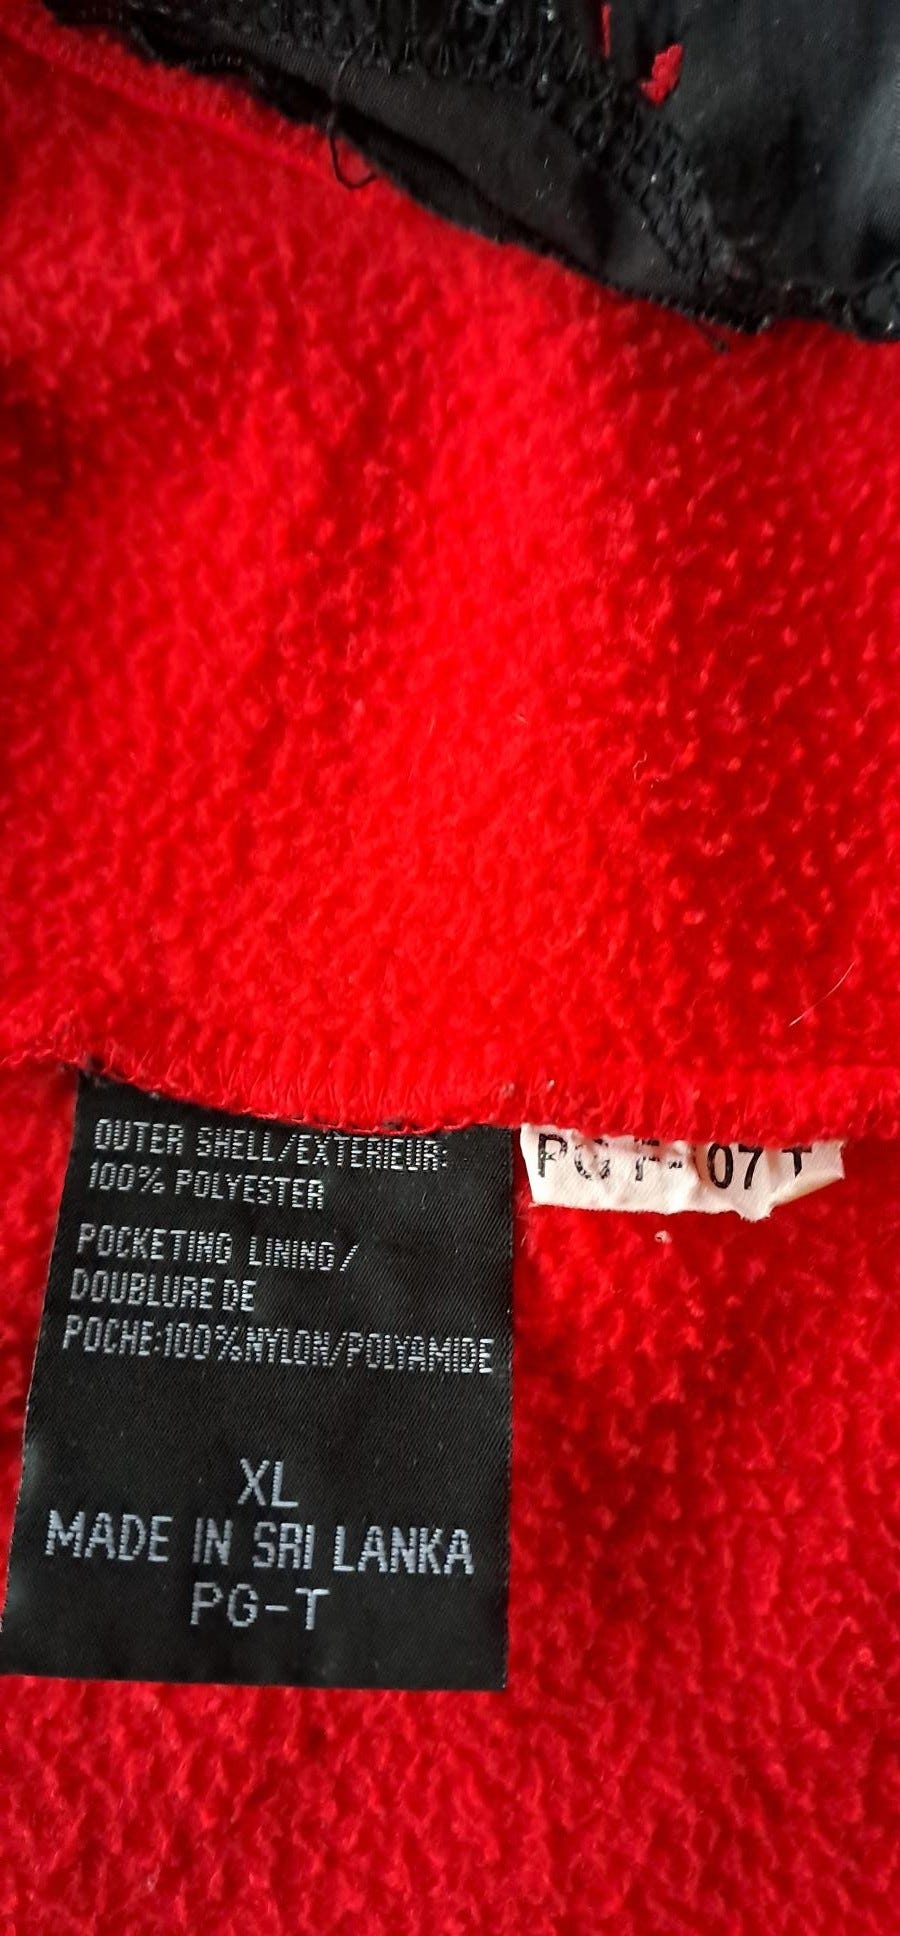 OUTER SHELL/EXTERIEUR:
100% POLYESTER
POCKETING LINING/
DOUBLURE DE
POCHE:100%NYLON/POLYAMIDE
XL
MADE IN SRI LANKA
PG-T
07